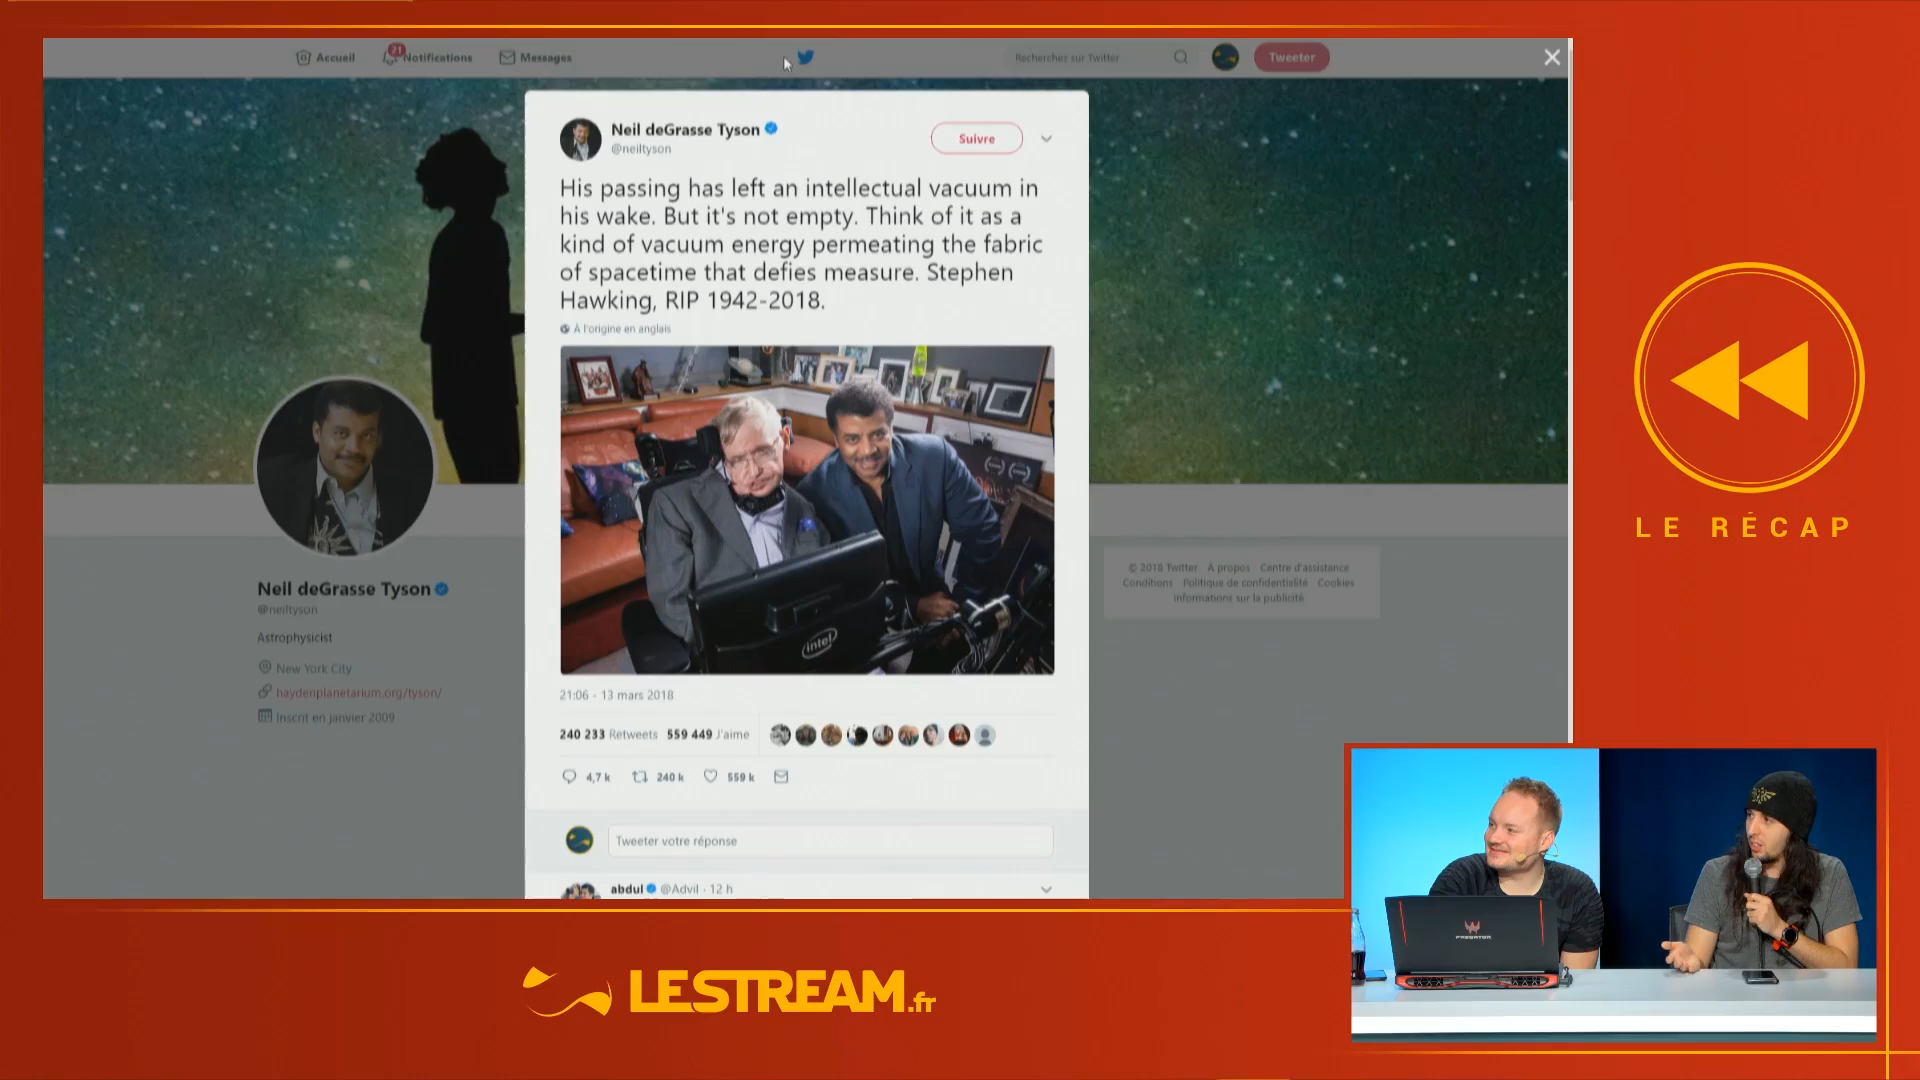 Accueil
21
Notifications
Messages
Recherchez sur Twitter
Tweeter
Neil deGrasse Tyson
@neiltyson
Suivre
His passing has left an intellectual vacuum in
his wake. But it's not empty. Think of it as a
kind of vacuum energy permeating the fabric
of spacetime that defies measure. Stephen
Hawking, RIP 1942-2018.
À l'origine en anglais
intel
21:06 - 13 mars 2018
240 233 Retweets 559 449 J'aime
4,7 k 240 k 559 k
Tweeter votre réponse
abdul @Advil · 12 h
Neil deGrasse Tyson
@neiltyson
Astrophysicist
New York City
haydenplanetarium.org/tyson/
Inscrit en janvier 2009
© 2018 Twitter À propos Centre d'assistance
Conditions Politique de confidentialité Cookies
Informations sur la publicité
LE RÉCAP
PREDATOR
LESTREAM.fr